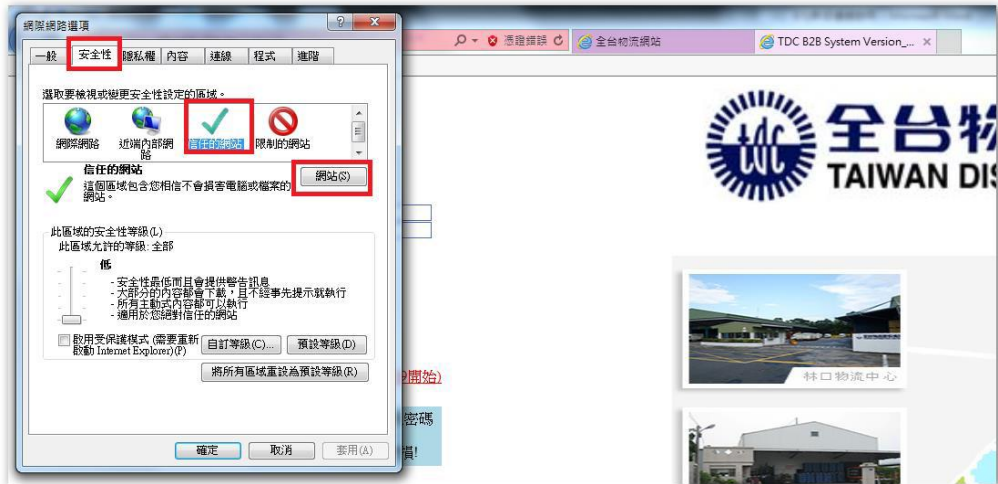 網際網路選項
一般 安全性 隱私權 內容 連線 程式 進階
選取要檢視或變更安全性設定的區域。
網際網路
近端內部網路
信任的網站
限制的網站
信任的網站
這個區域包含您相信不會損害電腦或檔案的
網站。
網站(S)
此區域的安全性等級(L)
此區域允許的等級: 全部
低
- 安全性最低而且會提供警告訊息
- 大部分的內容都會下載，且不經事先提示就執行
- 所有主動式內容都可以執行
- 適用於您絕對信任的網站
啟用受保護模式 (需要重新
啟動 Internet Explorer)(P)
自訂等級(C)...
預設等級(D)
將所有區域重設為預設等級(R)
確定
取消
套用(A)
憑證錯誤
全台物流網站
TDC B2B System Version_...
tdc
全台物
TAIWAN DIS
開始)
密碼
損!
林口物流中心